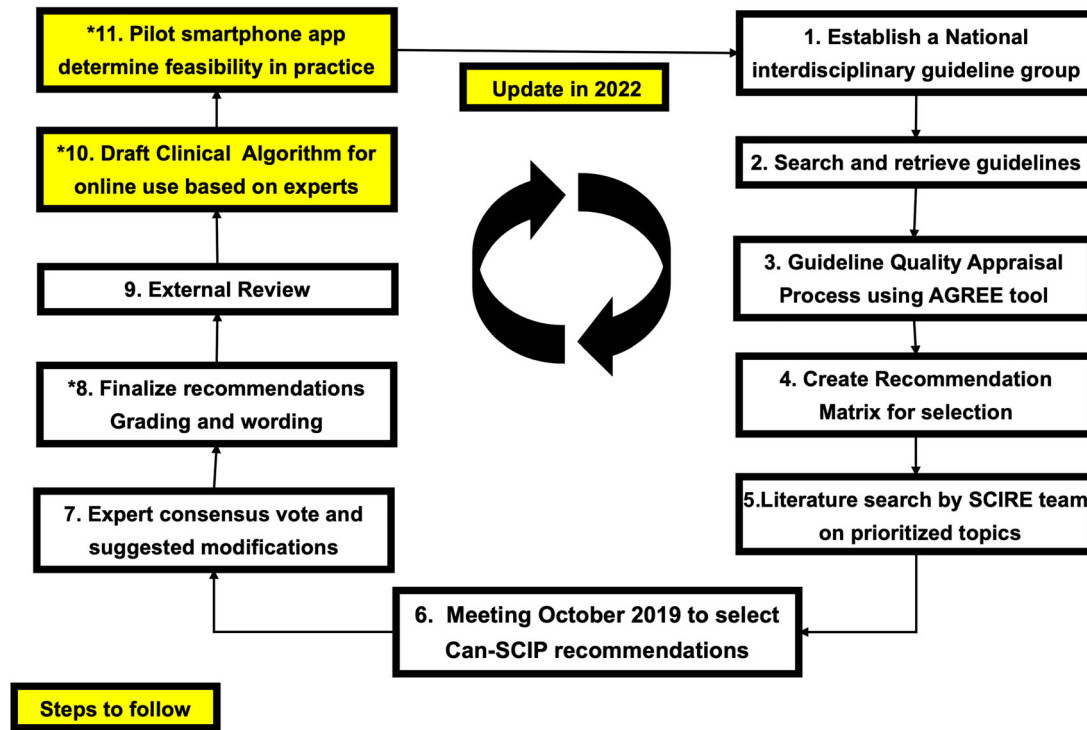 *11. Pilot smartphone app
determine feasibility in practice
Update in 2022
1. Establish a National
interdisciplinary guideline group
*10. Draft Clinical Algorithm for
online use based on experts
2. Search and retrieve guidelines
9. External Review
3. Guideline Quality Appraisal
Process using AGREE tool
*8. Finalize recommendations
Grading and wording
4. Create Recommendation
Matrix for selection
7. Expert consensus vote and
suggested modifications
5.Literature search by SCIRE team
on prioritized topics
6. Meeting October 2019 to select
Can-SCIP recommendations
Steps to follow